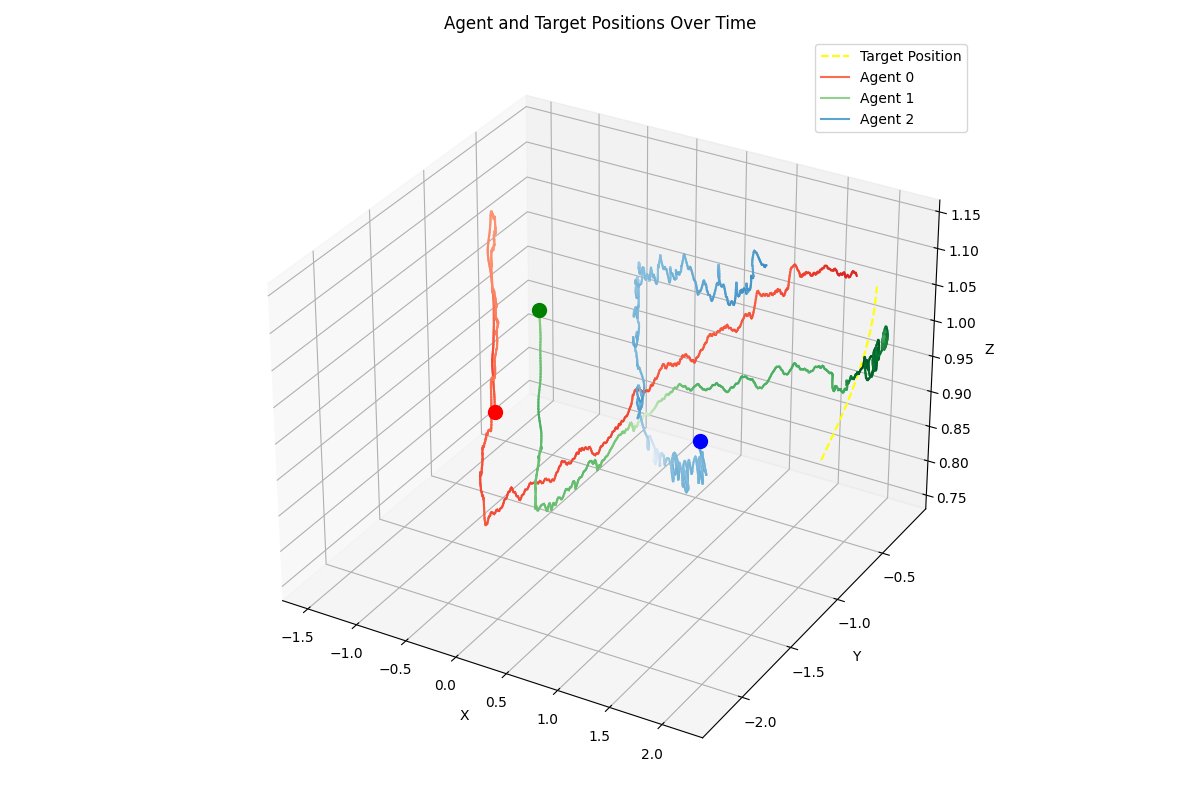 Agent and Target Positions Over Time
Target Position
Agent 0
Agent 1
Agent 2
1.15
1.10
1.05
1.00
0.95
0.90
0.85
0.80
0.75
Z
−0.5
−1.0
−1.5
−2.0
Y
−1.5
−1.0
−0.5
0.0
0.5
1.0
1.5
2.0
X